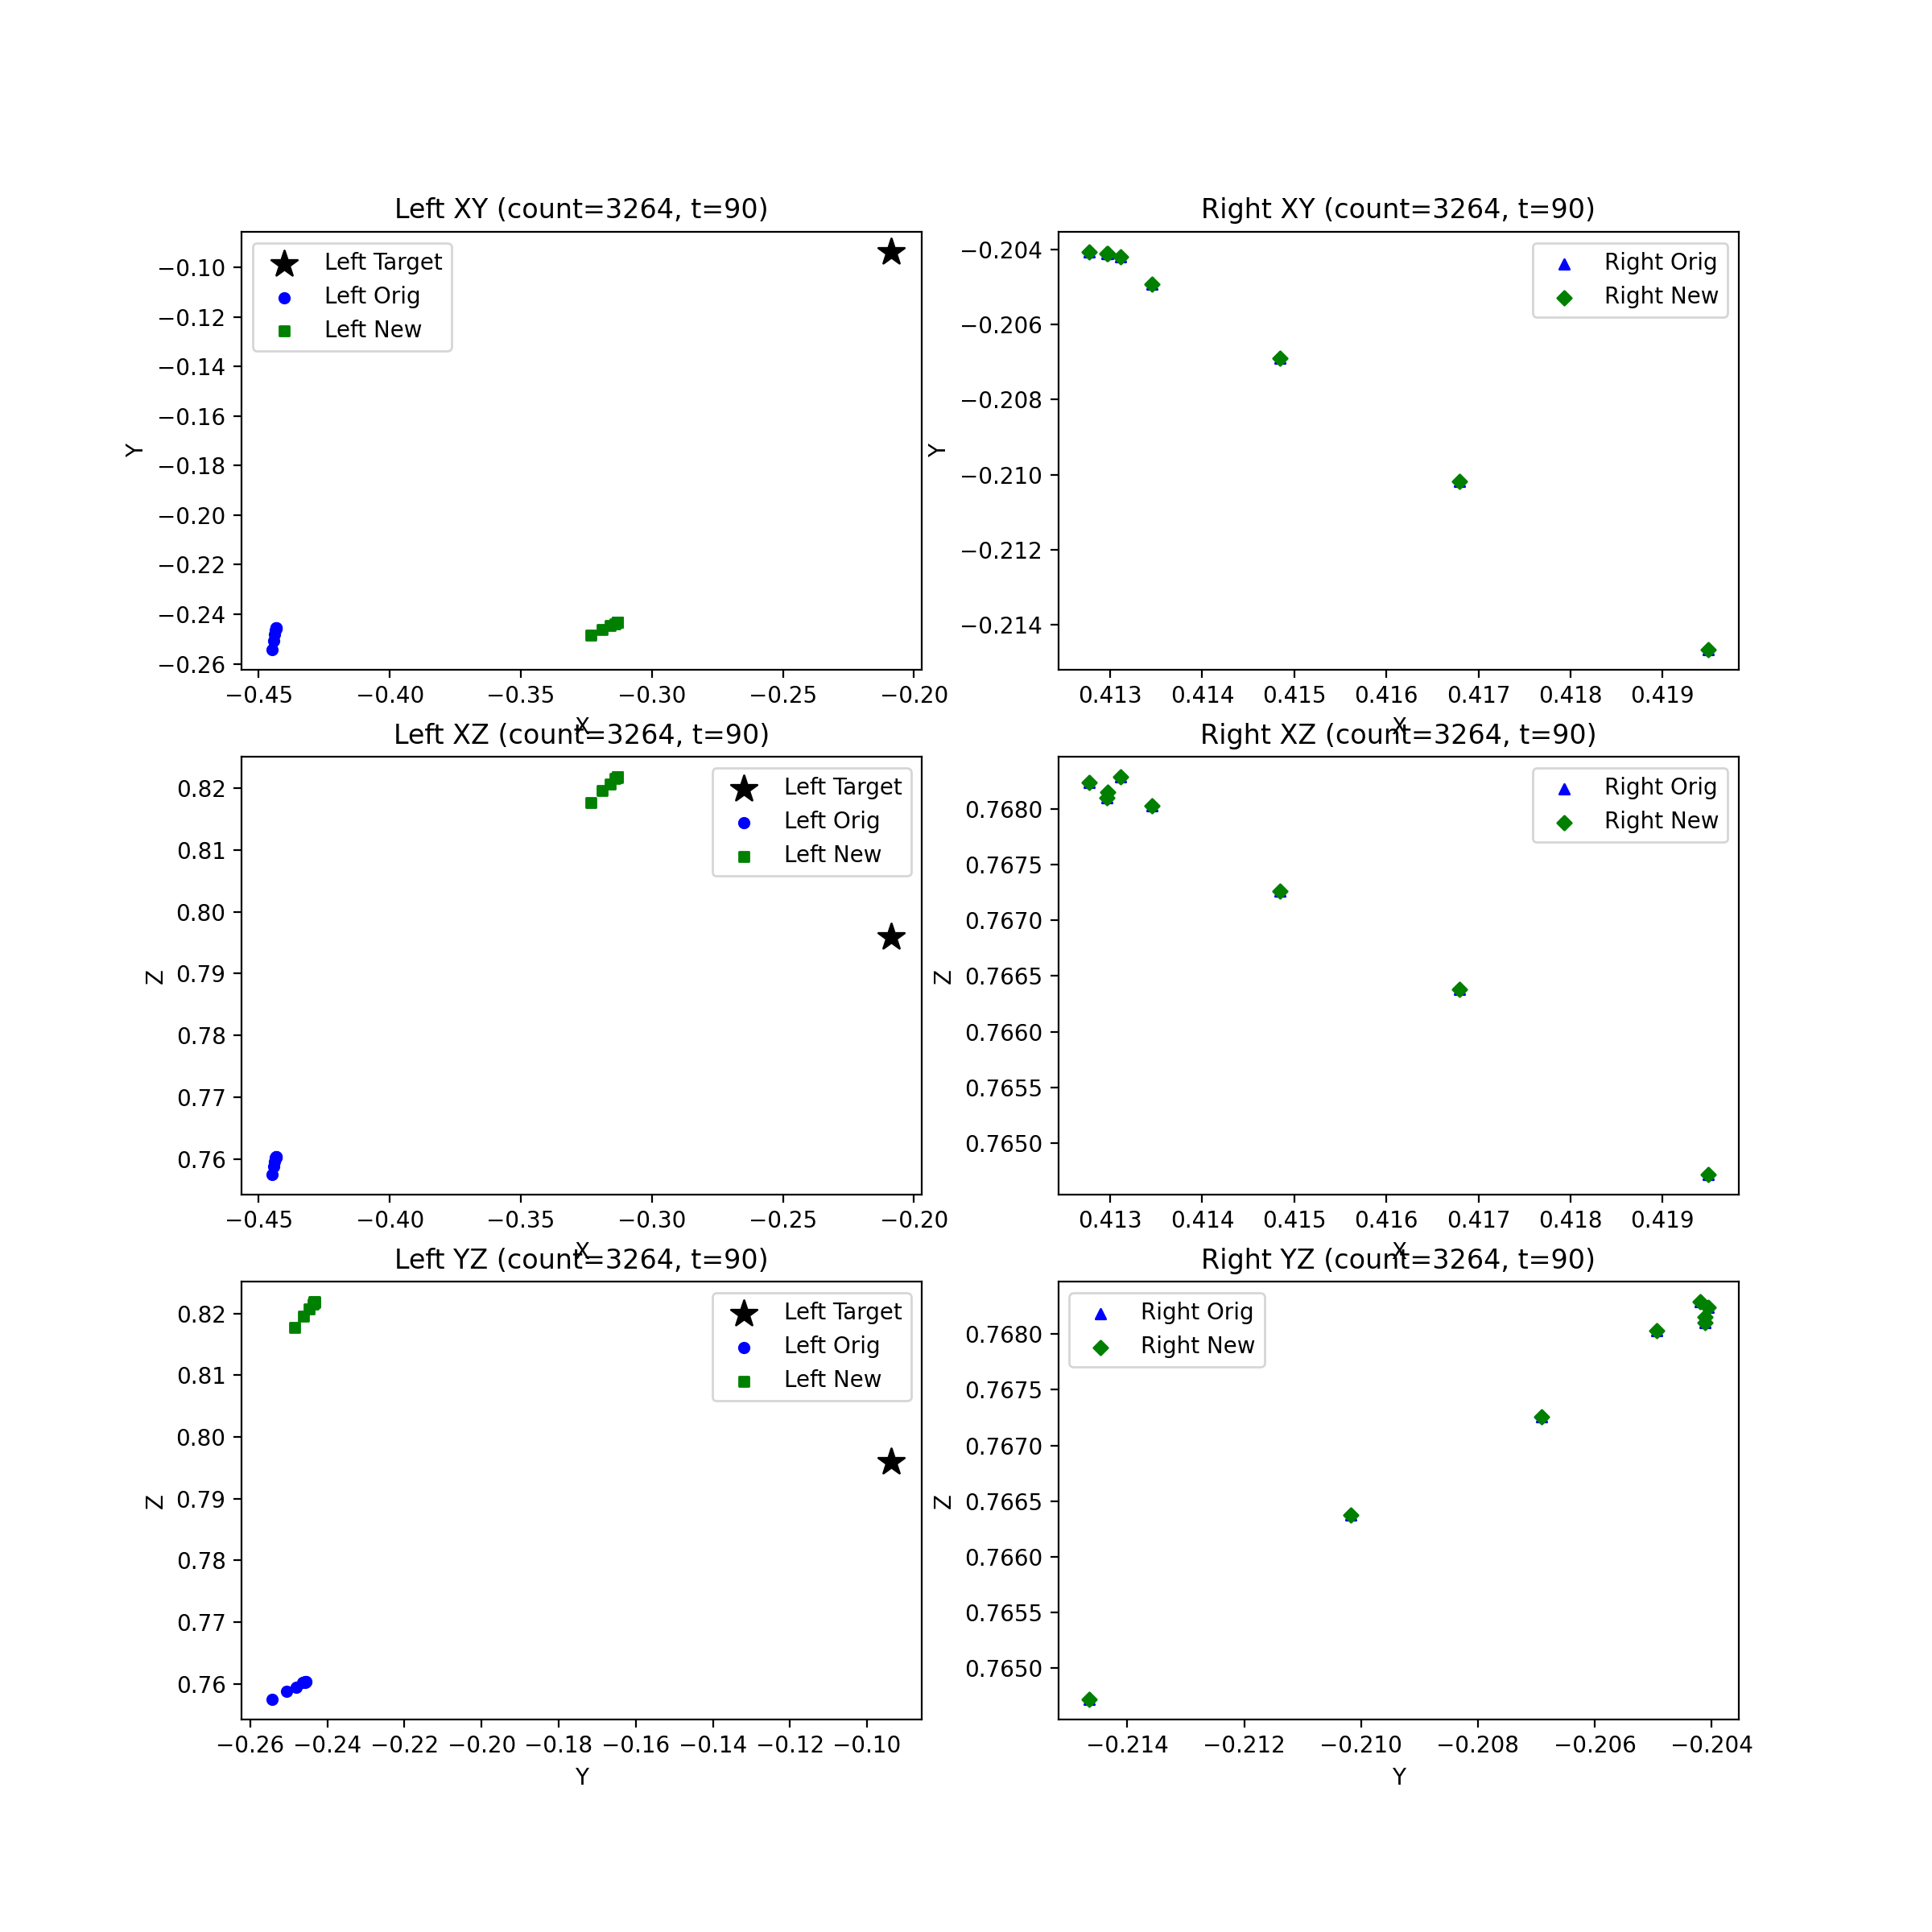 Left XY (count=3264, t=90)
−0.10
−0.12
−0.14
−0.16
−0.18
−0.20
−0.22
−0.24
−0.26
Y
Left Target
Left Orig
Left New
−0.45 −0.40 −0.35 −0.30 −0.25 −0.20
X
Right XY (count=3264, t=90)
−0.204
−0.206
−0.208
−0.210
−0.212
−0.214
Y
Right Orig
Right New
0.413 0.414 0.415 0.416 0.417 0.418 0.419
X
Left XZ (count=3264, t=90)
0.82
0.81
0.80
0.79
0.78
0.77
0.76
Z
Left Target
Left Orig
Left New
−0.45 −0.40 −0.35 −0.30 −0.25 −0.20
X
Right XZ (count=3264, t=90)
0.7680
0.7675
0.7670
0.7665
0.7660
0.7655
0.7650
Z
Right Orig
Right New
0.413 0.414 0.415 0.416 0.417 0.418 0.419
X
Left YZ (count=3264, t=90)
0.82
0.81
0.80
0.79
0.78
0.77
0.76
Z
Left Target
Left Orig
Left New
−0.26 −0.24 −0.22 −0.20 −0.18 −0.16 −0.14 −0.12 −0.10
Y
Right YZ (count=3264, t=90)
0.7680
0.7675
0.7670
0.7665
0.7660
0.7655
0.7650
Z
Right Orig
Right New
−0.214 −0.212 −0.210 −0.208 −0.206 −0.204
Y